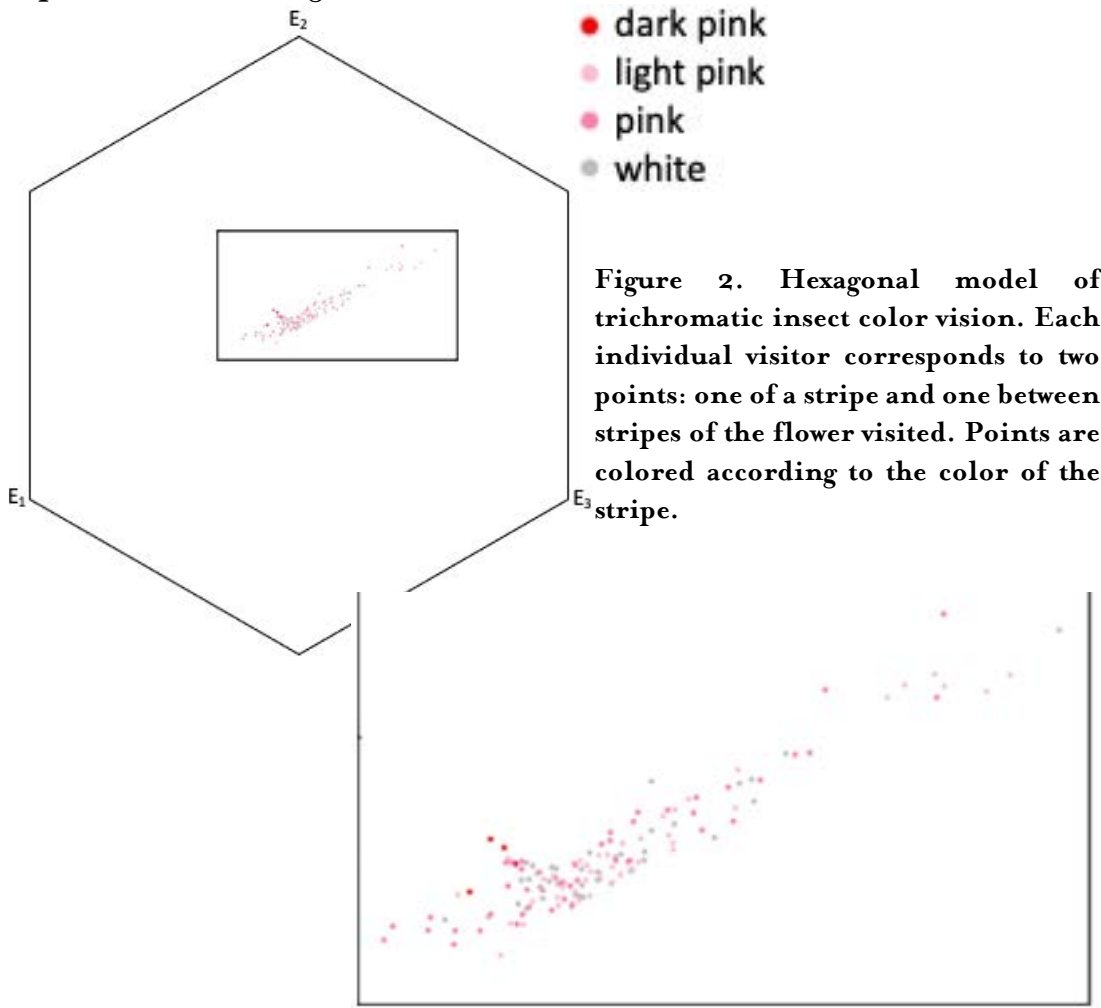 E₂
dark pink
light pink
pink
white
Figure 2. Hexagonal model of
trichromatic insect color vision. Each
individual visitor corresponds to two
points: one of a stripe and one between
stripes of the flower visited. Points are
colored according to the color of the
stripe.
E₁
E₃